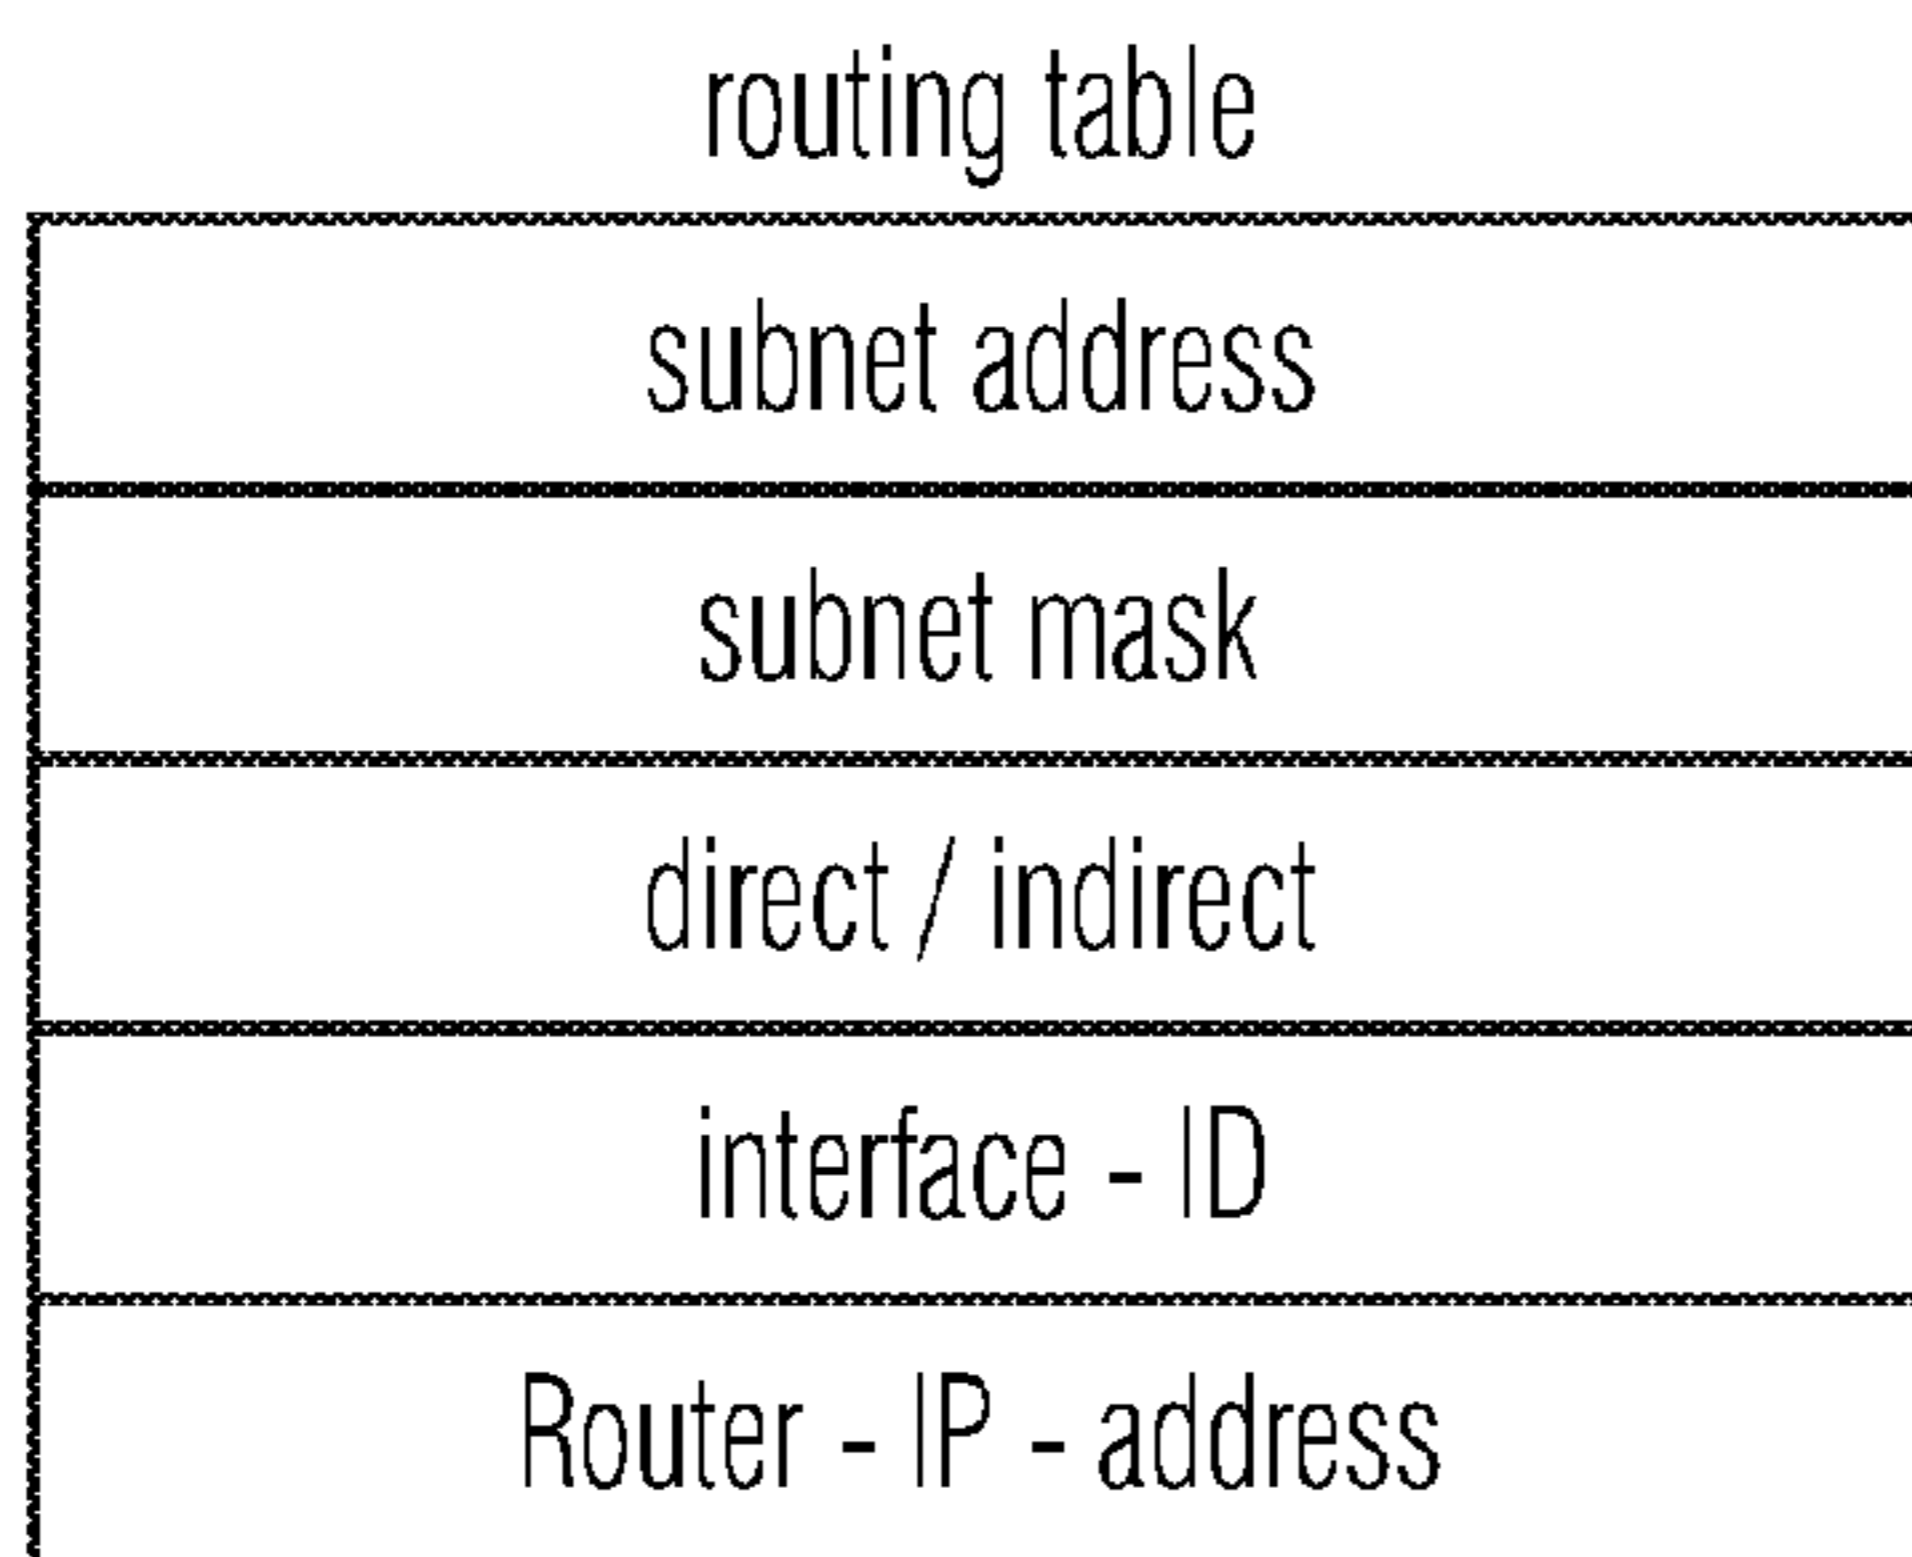 routing table
subnet address
subnet mask
direct / indirect
interface - ID
Router - IP - address